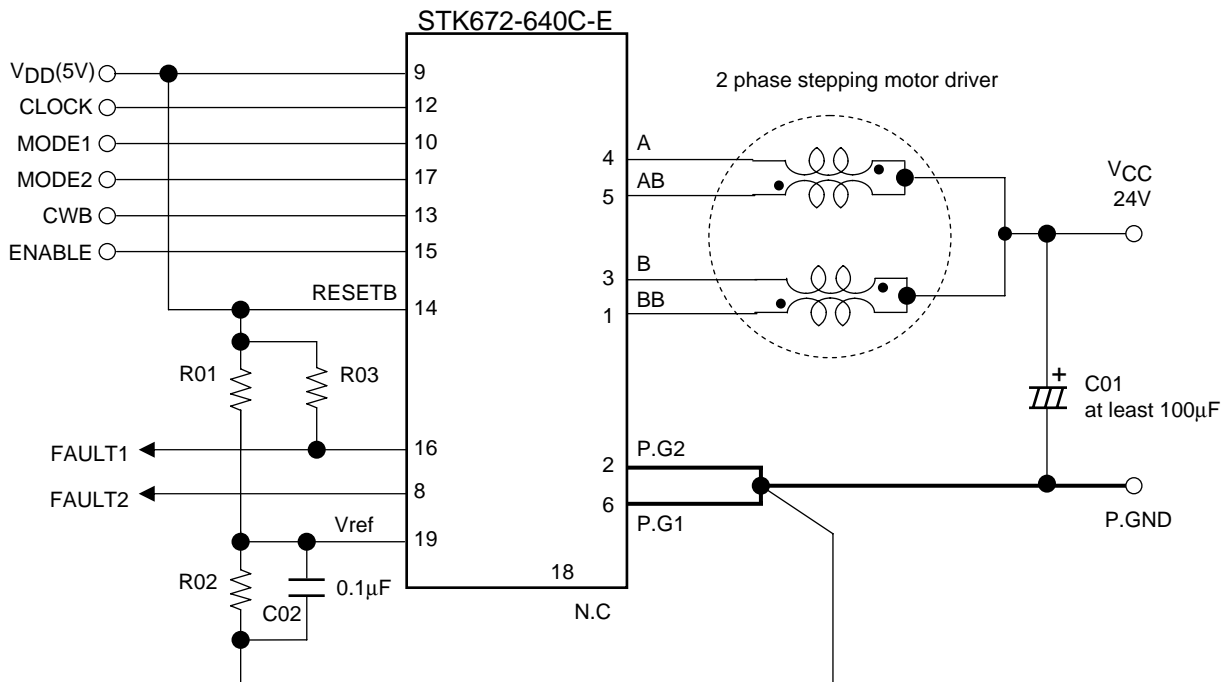 STK672-640C-E
VDD(5V)
CLOCK
MODE1
MODE2
CWB
ENABLE
RESETB
9
12
10
17
13
15
14
R01
R03
FAULT1
16
FAULT2
8
Vref
19
R02
C02
0.1μF
18
N.C
2 phase stepping motor driver
4
A
5
AB
3
B
1
BB
VCC
24V
+
C01
at least 100μF
2
P.G2
6
P.G1
P.GND